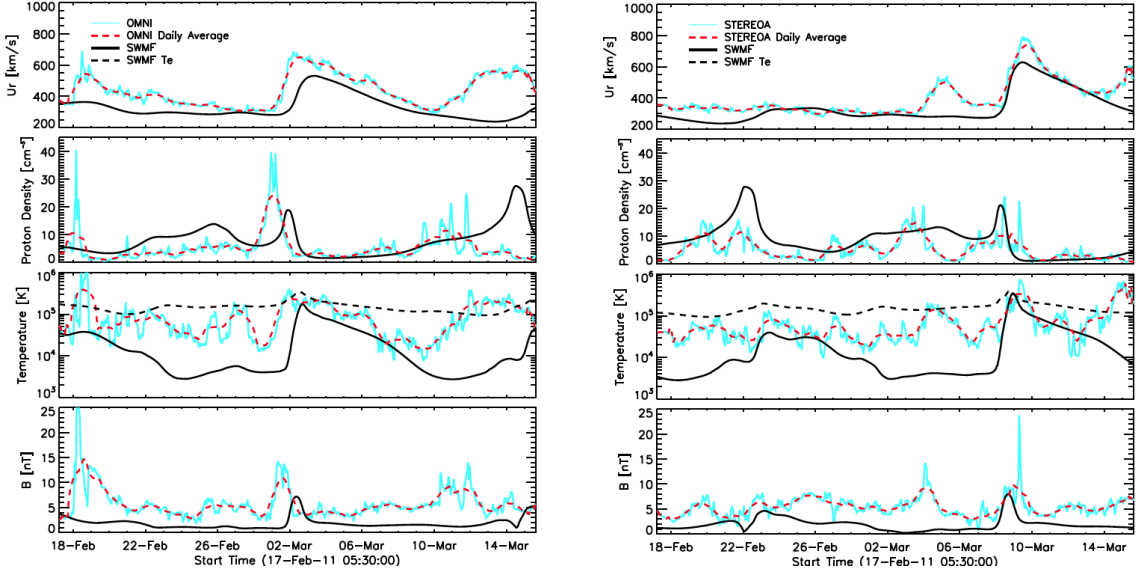 OMNI
OMNI Daily Average
SWMF
SWMF Te
Ur [km/s]
1000
800
600
400
200
Proton Density [cm⁻³]
40
30
20
10
0
Temperature [K]
10⁶
10⁵
10⁴
10³
B [nT]
25
20
15
10
5
0
18-Feb 22-Feb 26-Feb 02-Mar 06-Mar 10-Mar 14-Mar
Start Time (17-Feb-11 05:30:00)
STEREOA
STEREOA Daily Average
SWMF
SWMF Te
Ur [km/s]
1000
800
600
400
200
Proton Density [cm⁻³]
40
30
20
10
0
Temperature [K]
10⁶
10⁵
10⁴
10³
B [nT]
25
20
15
10
5
0
18-Feb 22-Feb 26-Feb 02-Mar 06-Mar 10-Mar 14-Mar
Start Time (17-Feb-11 05:30:00)